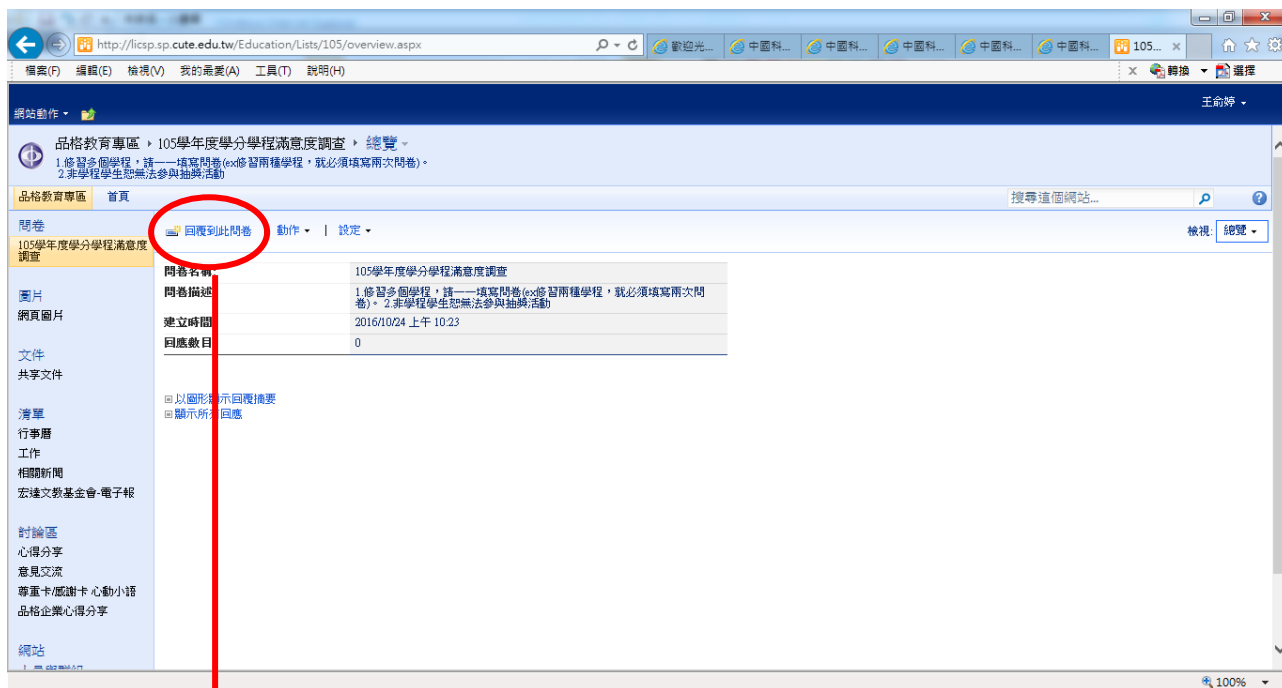 http://licsp.sp.cute.edu.tw/Education/Lists/105/overview.aspx
歡迎光...
中國科...
中國科...
中國科...
中國科...
中國科...
105...
檔案(F) 編輯(E) 檢視(V) 我的最愛(A) 工具(T) 說明(H)
轉換
選擇
網站動作
王俞婷
品格教育專區 105學年度學分學程滿意度調查 總覽
1.修習多個學程，請一一填寫問卷(ex修習兩種學程，就必須填寫兩次問卷)。
2.非學程學生恕無法參與抽獎活動
品格教育專區 首頁
搜尋這個網站...
問卷
105學年度學分學程滿意度
調查
圖片
網頁圖片
文件
共享文件
清單
行事曆
工作
相關新聞
宏達文教基金會-電子報
討論區
心得分享
意見交流
尊重卡/感謝卡 心動小語
品格企業心得分享
網站
回覆到此問卷 動作 | 設定
檢視: 總覽
問卷名稱: 105學年度學分學程滿意度調查
問卷描述 1.修習多個學程，請一一填寫問卷(ex修習兩種學程，就必須填寫兩次問
卷)。 2.非學程學生恕無法參與抽獎活動
建立時間 2016/10/24 上午 10:23
回應數目 0
以圖形顯示回覆摘要
顯示所有回應
100%